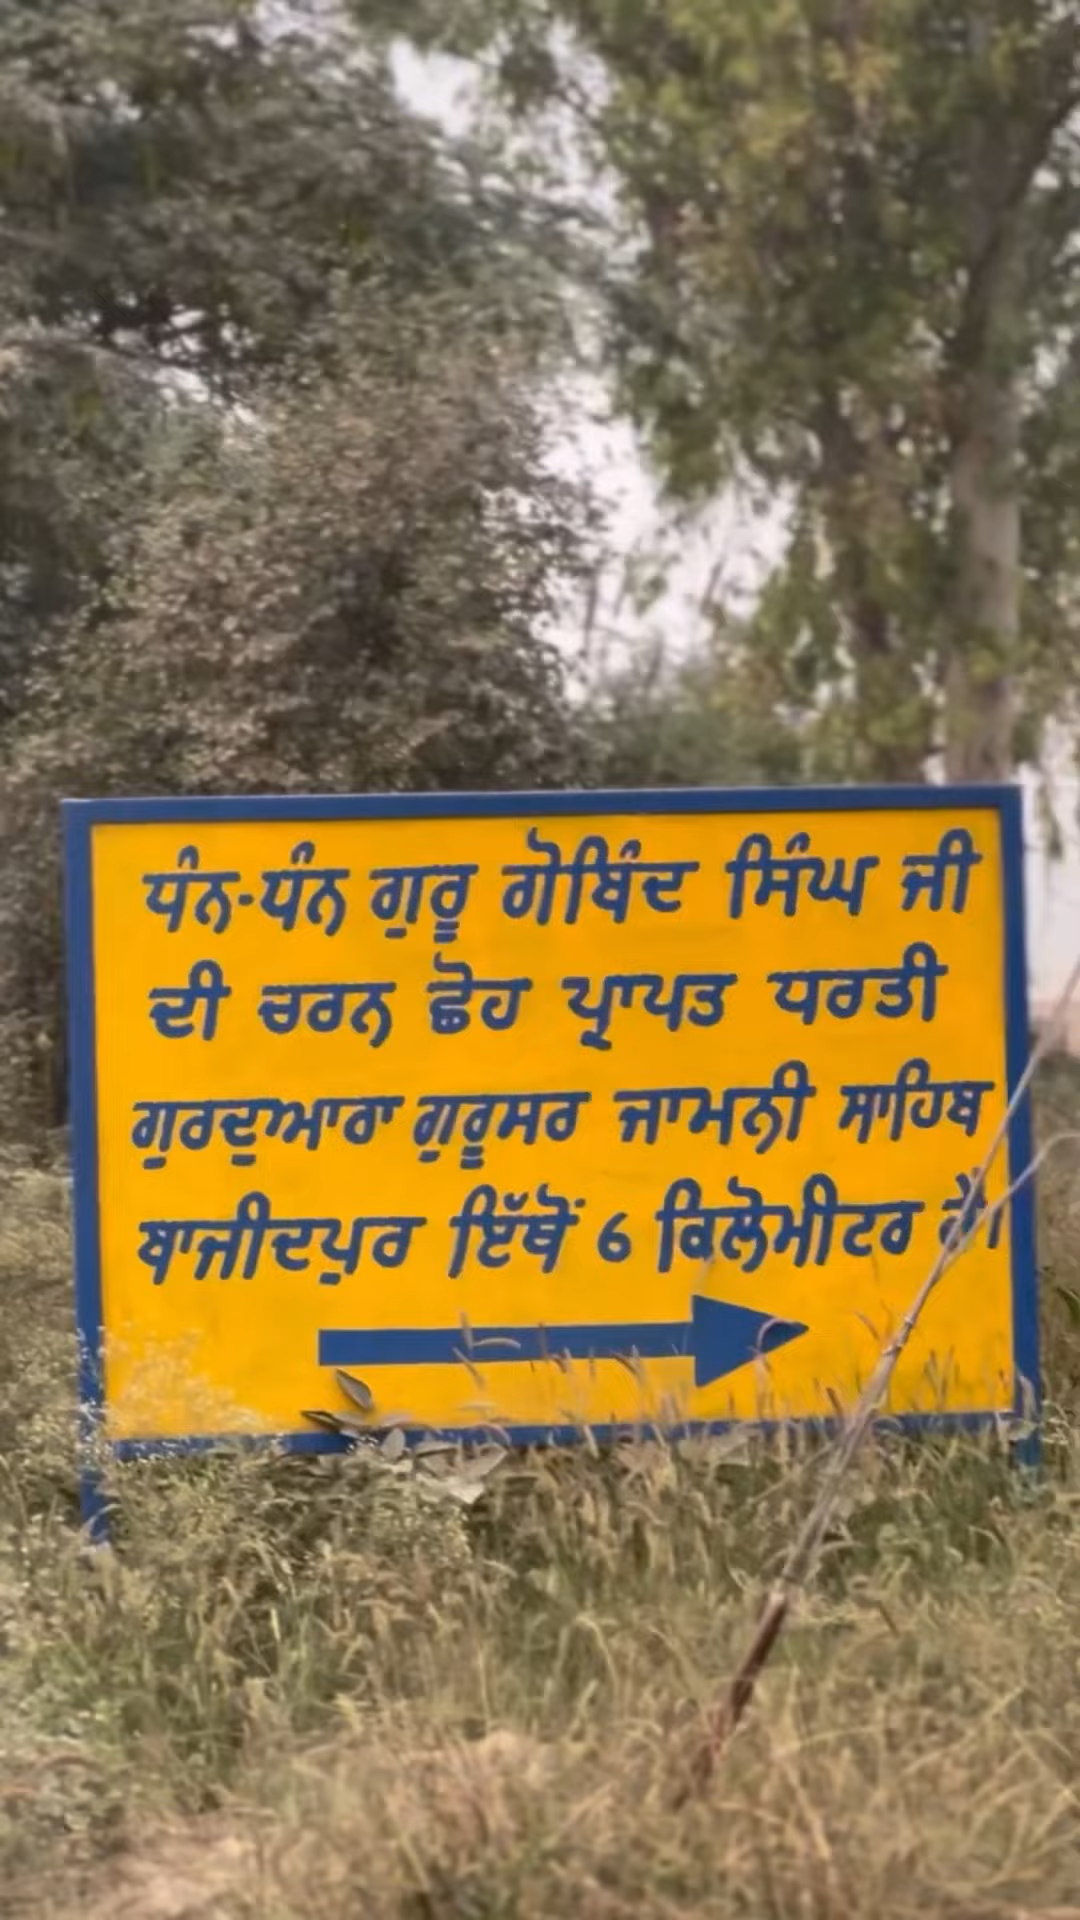 ਧੰਨ-ਧੰਨ ਗੁਰੂ ਗੋਬਿੰਦ ਸਿੰਘ ਜੀ
ਦੀ ਚਰਨ ਛੋਹ ਪ੍ਰਾਪਤ ਧਰਤੀ
ਗੁਰਦੁਆਰਾ ਗੁਰੂਸਰ ਜਾਮਨੀ ਸਾਹਿਬ
ਬਾਜੀਦਪੁਰ ਇੱਥੋਂ 6 ਕਿਲੋਮੀਟਰ ਹੈ।